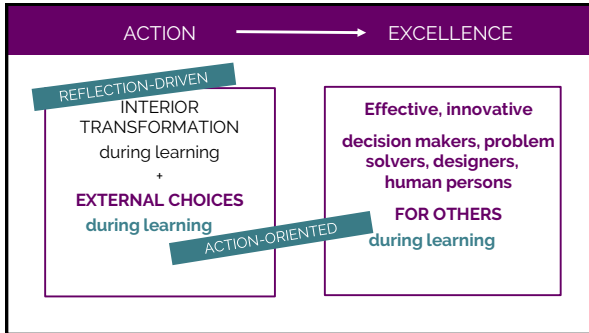 ACTION
EXCELLENCE
REFLECTION-DRIVEN
INTERIOR
TRANSFORMATION
during learning
+
EXTERNAL CHOICES
during learning
ACTION-ORIENTED
Effective, innovative
decision makers, problem
solvers, designers,
human persons
FOR OTHERS
during learning